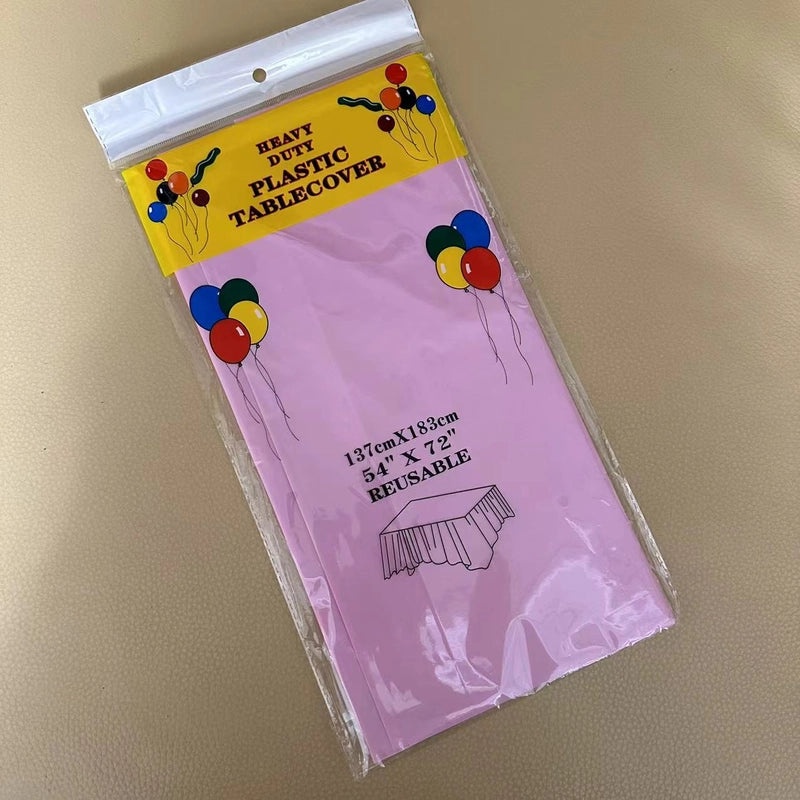 HEAVY
DUTY
PLASTIC
TABLECOVER
137cmX183cm
54" X 72"
REUSABLE